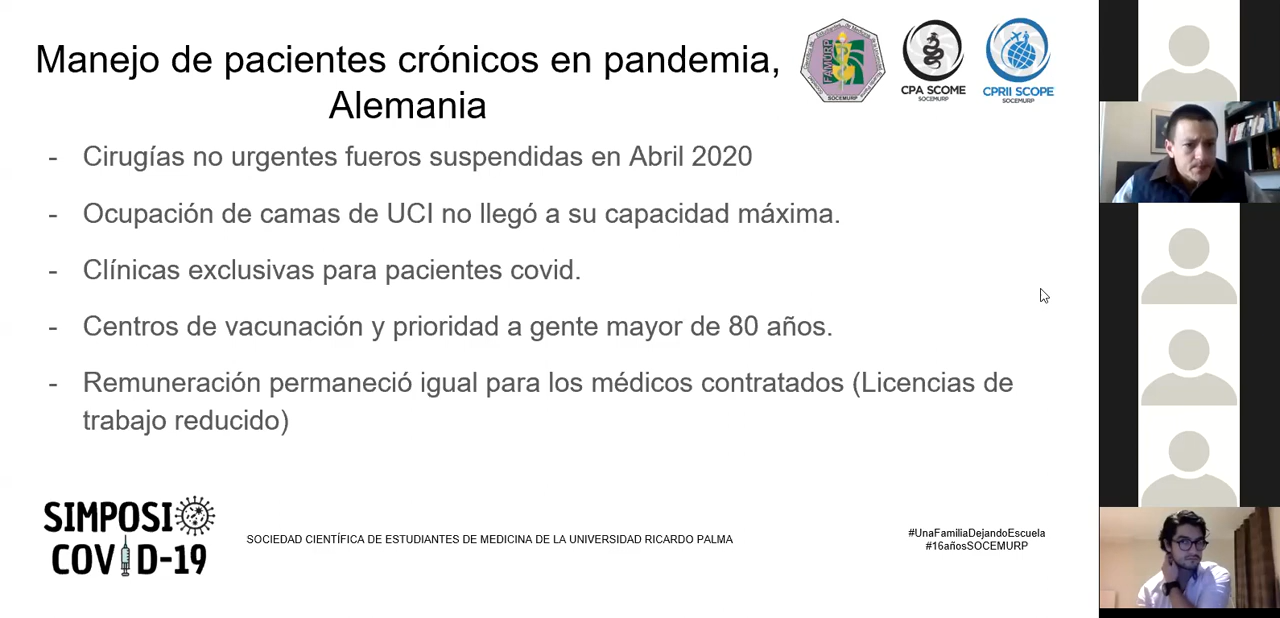 Manejo de pacientes crónicos en pandemia,
Alemania
FAMURP
SOCEMURP
CPA SCOME
SOCEMURP
CPRII SCOPE
SOCEMURP
- Cirugías no urgentes fueros suspendidas en Abril 2020
- Ocupación de camas de UCI no llegó a su capacidad máxima.
- Clínicas exclusivas para pacientes covid.
- Centros de vacunación y prioridad a gente mayor de 80 años.
- Remuneración permaneció igual para los médicos contratados (Licencias de
trabajo reducido)
SIMPOSIO
COVID-19
SOCIEDAD CIENTÍFICA DE ESTUDIANTES DE MEDICINA DE LA UNIVERSIDAD RICARDO PALMA
#UnaFamiliaDejandoEscuela
#16añosSOCEMURP